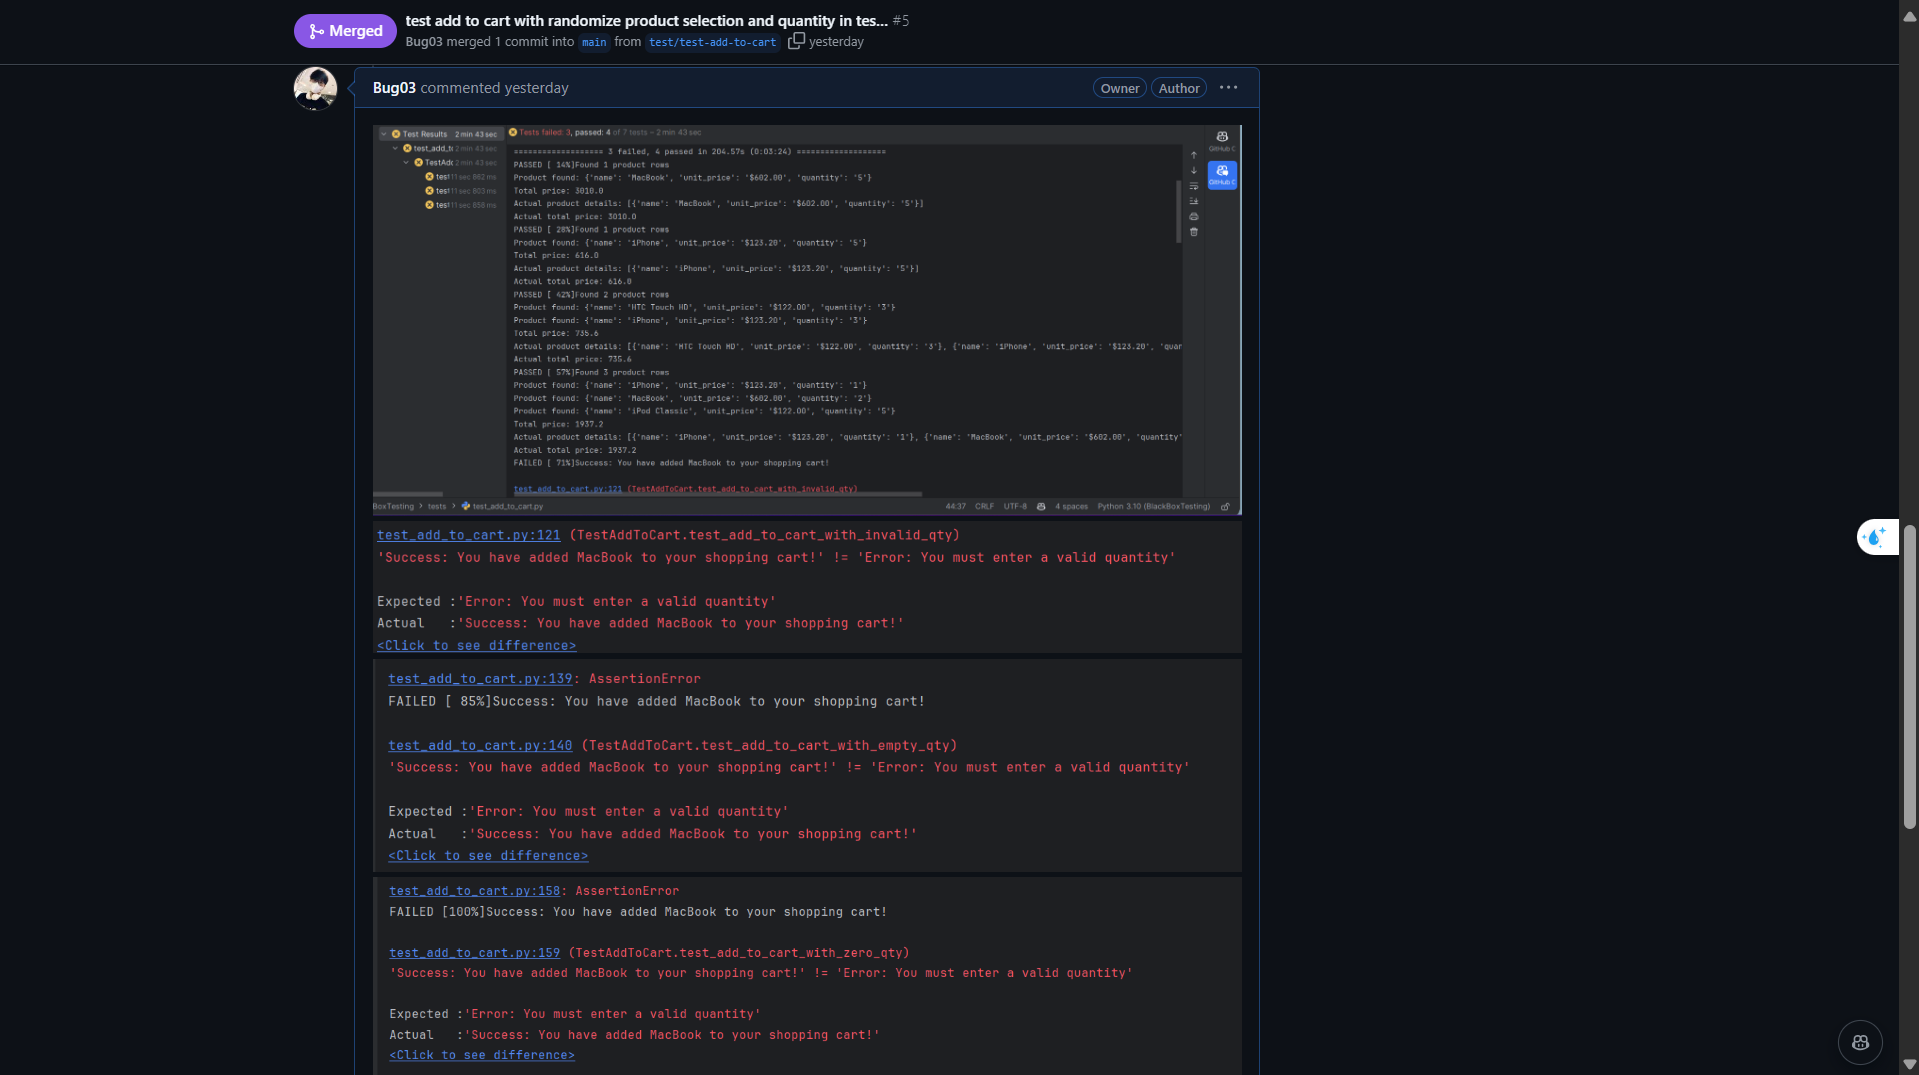 Merged
test add to cart with randomize product selection and quantity in tes... #5
Bug03 merged 1 commit into main from test/test-add-to-cart yesterday
Bug03 commented yesterday
Owner
Author
Test Results 2 min 43 sec
Tests failed: 3, passed: 4 of 7 tests – 2 min 43 sec
test_add_t 2 min 43 sec
TestAdd 2 min 43 sec
test 11 sec 802 ms
test 11 sec 803 ms
test 11 sec 858 ms
=================== 3 failed, 4 passed in 204.57s (0:03:24) ===================
PASSED [ 14%]Found 1 product rows
Product found: {'name': 'MacBook', 'unit_price': '$602.00', 'quantity': '5'}
Total price: 3010.0
Actual product details: [{'name': 'MacBook', 'unit_price': '$602.00', 'quantity': '5'}]
Actual total price: 3010.0
PASSED [ 28%]Found 1 product rows
Product found: {'name': 'iPhone', 'unit_price': '$123.20', 'quantity': '5'}
Total price: 616.0
Actual product details: [{'name': 'iPhone', 'unit_price': '$123.20', 'quantity': '5'}]
Actual total price: 616.0
PASSED [ 42%]Found 2 product rows
Product found: {'name': 'HTC Touch HD', 'unit_price': '$122.00', 'quantity': '3'}
Product found: {'name': 'iPhone', 'unit_price': '$123.20', 'quantity': '3'}
Total price: 735.6
Actual product details: [{'name': 'HTC Touch HD', 'unit_price': '$122.00', 'quantity': '3'}, {'name': 'iPhone', 'unit_price': '$123.20', 'quan
Actual total price: 735.6
PASSED [ 57%]Found 3 product rows
Product found: {'name': 'iPhone', 'unit_price': '$123.20', 'quantity': '1'}
Product found: {'name': 'MacBook', 'unit_price': '$602.00', 'quantity': '2'}
Product found: {'name': 'iPod Classic', 'unit_price': '$122.00', 'quantity': '5'}
Total price: 1937.2
Actual product details: [{'name': 'iPhone', 'unit_price': '$123.20', 'quantity': '1'}, {'name': 'MacBook', 'unit_price': '$602.00', 'quantity'
Actual total price: 1937.2
FAILED [ 71%]Success: You have added MacBook to your shopping cart!
test_add_to_cart.py:121 (TestAddToCart.test_add_to_cart_with_invalid_qty)
GitHub C
GitHub C
BoxTesting > tests > test_add_to_cart.py
44:37 CRLF UTF-8 4 spaces Python 3.10 (BlackBoxTesting)
test_add_to_cart.py:121 (TestAddToCart.test_add_to_cart_with_invalid_qty)
'Success: You have added MacBook to your shopping cart!' != 'Error: You must enter a valid quantity'
Expected :'Error: You must enter a valid quantity'
Actual :'Success: You have added MacBook to your shopping cart!'
<Click to see difference>
test_add_to_cart.py:139: AssertionError
FAILED [ 85%]Success: You have added MacBook to your shopping cart!
test_add_to_cart.py:140 (TestAddToCart.test_add_to_cart_with_empty_qty)
'Success: You have added MacBook to your shopping cart!' != 'Error: You must enter a valid quantity'
Expected :'Error: You must enter a valid quantity'
Actual :'Success: You have added MacBook to your shopping cart!'
<Click to see difference>
test_add_to_cart.py:158: AssertionError
FAILED [100%]Success: You have added MacBook to your shopping cart!
test_add_to_cart.py:159 (TestAddToCart.test_add_to_cart_with_zero_qty)
'Success: You have added MacBook to your shopping cart!' != 'Error: You must enter a valid quantity'
Expected :'Error: You must enter a valid quantity'
Actual :'Success: You have added MacBook to your shopping cart!'
<Click to see difference>